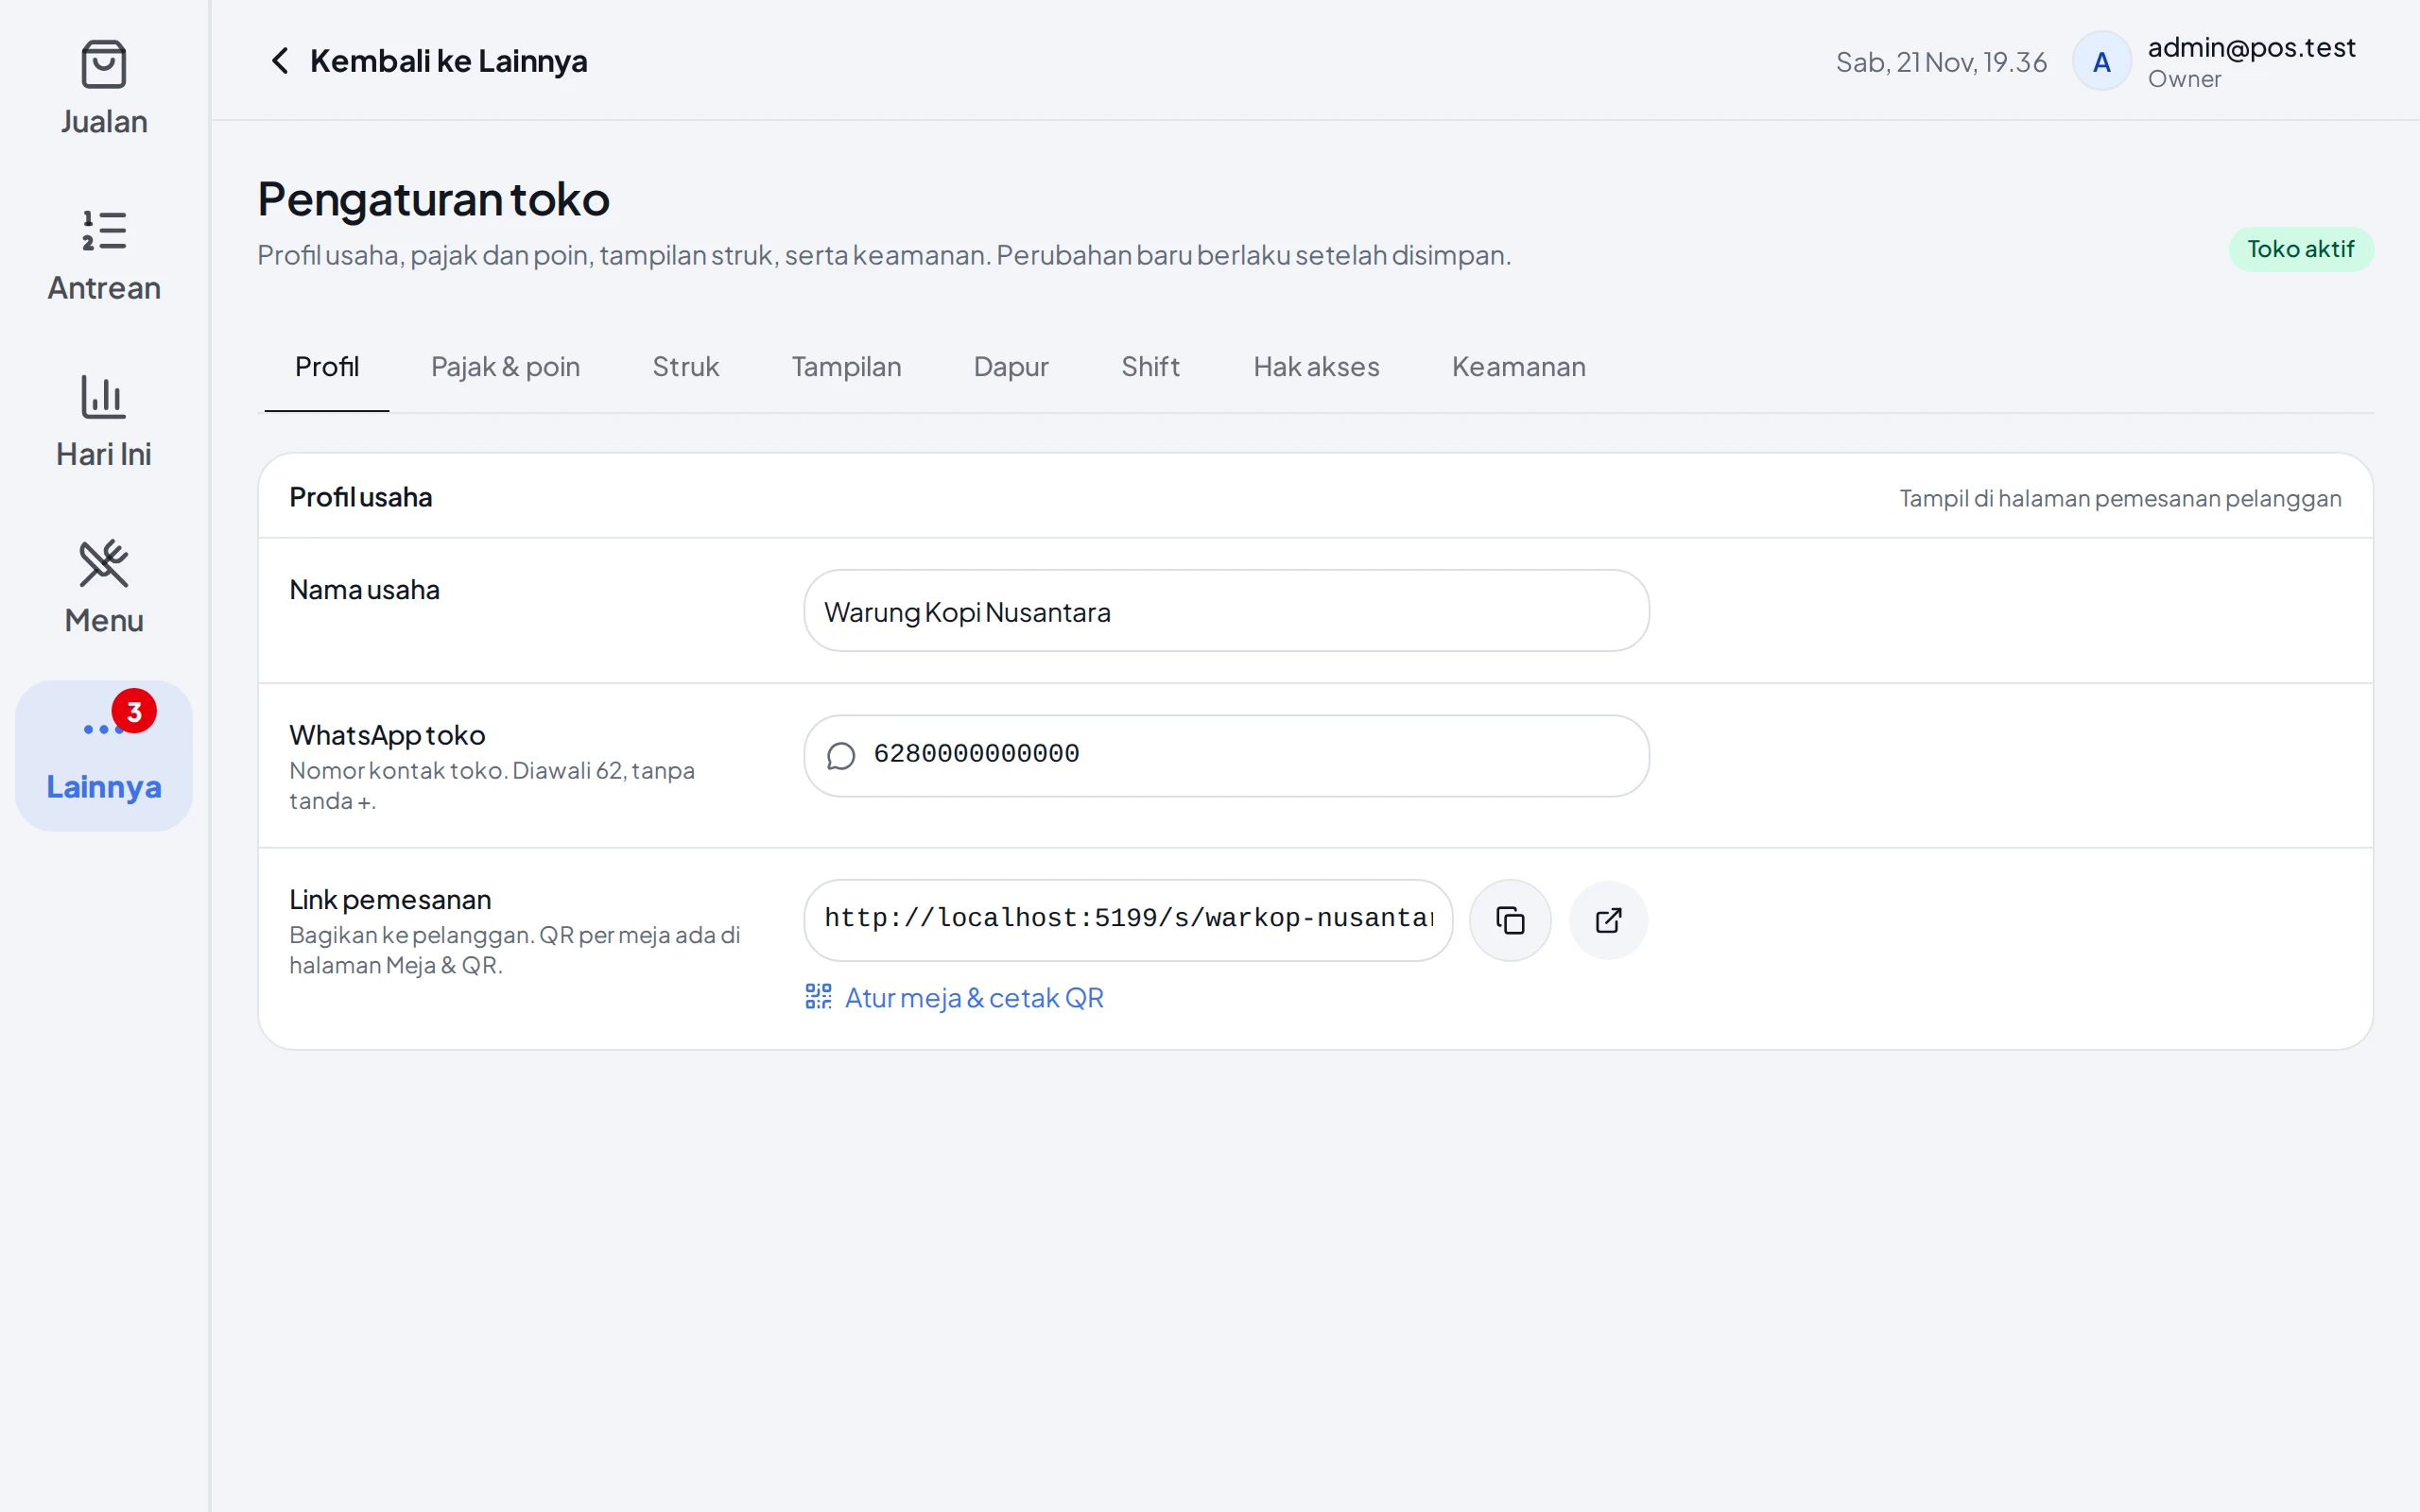 Jualan
Antrean
Hari Ini
Menu
3
Lainnya
Kembali ke Lainnya
Sab, 21 Nov, 19.36
A
admin@pos.test
Owner
Pengaturan toko
Profil usaha, pajak dan poin, tampilan struk, serta keamanan. Perubahan baru berlaku setelah disimpan.
Toko aktif
Profil
Pajak & poin
Struk
Tampilan
Dapur
Shift
Hak akses
Keamanan
Profil usaha
Tampil di halaman pemesanan pelanggan
Nama usaha
Warung Kopi Nusantara
WhatsApp toko
Nomor kontak toko. Diawali 62, tanpa
tanda +.
6280000000000
Link pemesanan
Bagikan ke pelanggan. QR per meja ada di
halaman Meja & QR.
http://localhost:5199/s/warkop-nusantar
Atur meja & cetak QR